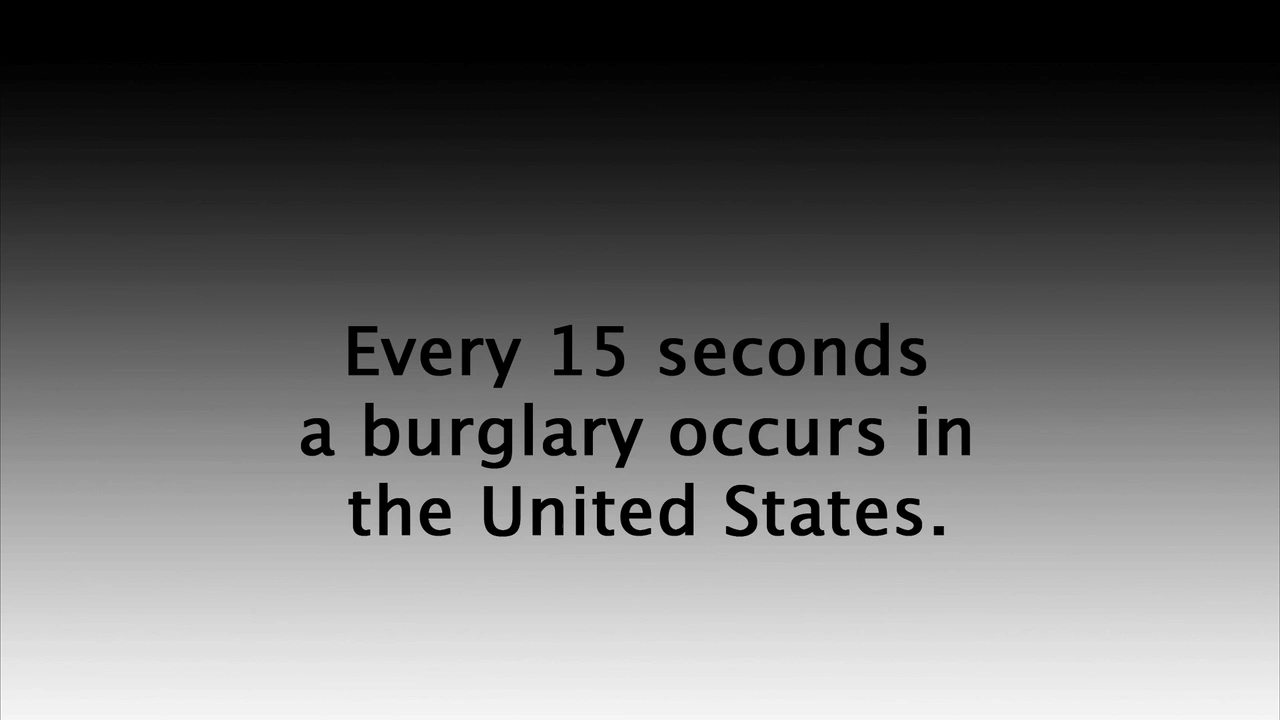 Every 15 seconds
a burglary occurs in
the United States.